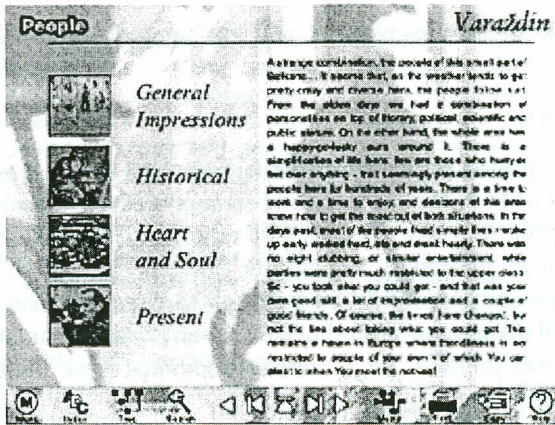 People
Varaždin
General
Impressions
Historical
Heart
and Soul
Present
A strange combination, the people of this small part of
Balkans... It seems that, as the weather tends to get
pretty crazy and diverse here, the people follow suit.
From the olden days we had a combination of
personalities on top of literary, political, scientific and
public stature. On the other hand, the whole area has
a happy-go-lucky aura around it. There is a
simplification of life here, few are those who hurry or
fret over anything - that seemingly present among the
people here for hundreds of years. There is a time to
work and a time to enjoy, and denizens of this area
know how to get the most out of both situations. In the
days past, most of the people lived simple lives - woke
up early, worked hard, ate and drank heartily. There was
no night clubbing, or similar entertainment, while
parties were pretty much restricted to the upper class.
So - you took what you could get - and that was your
own good will, a lot of improvisation and a couple of
good friends. Of course, the times have changed, but
not the line about taking what you could get. This
remains a haven in Europe where friendliness is not
restricted to people of your own - of which You can
attest to when You meet the natives!